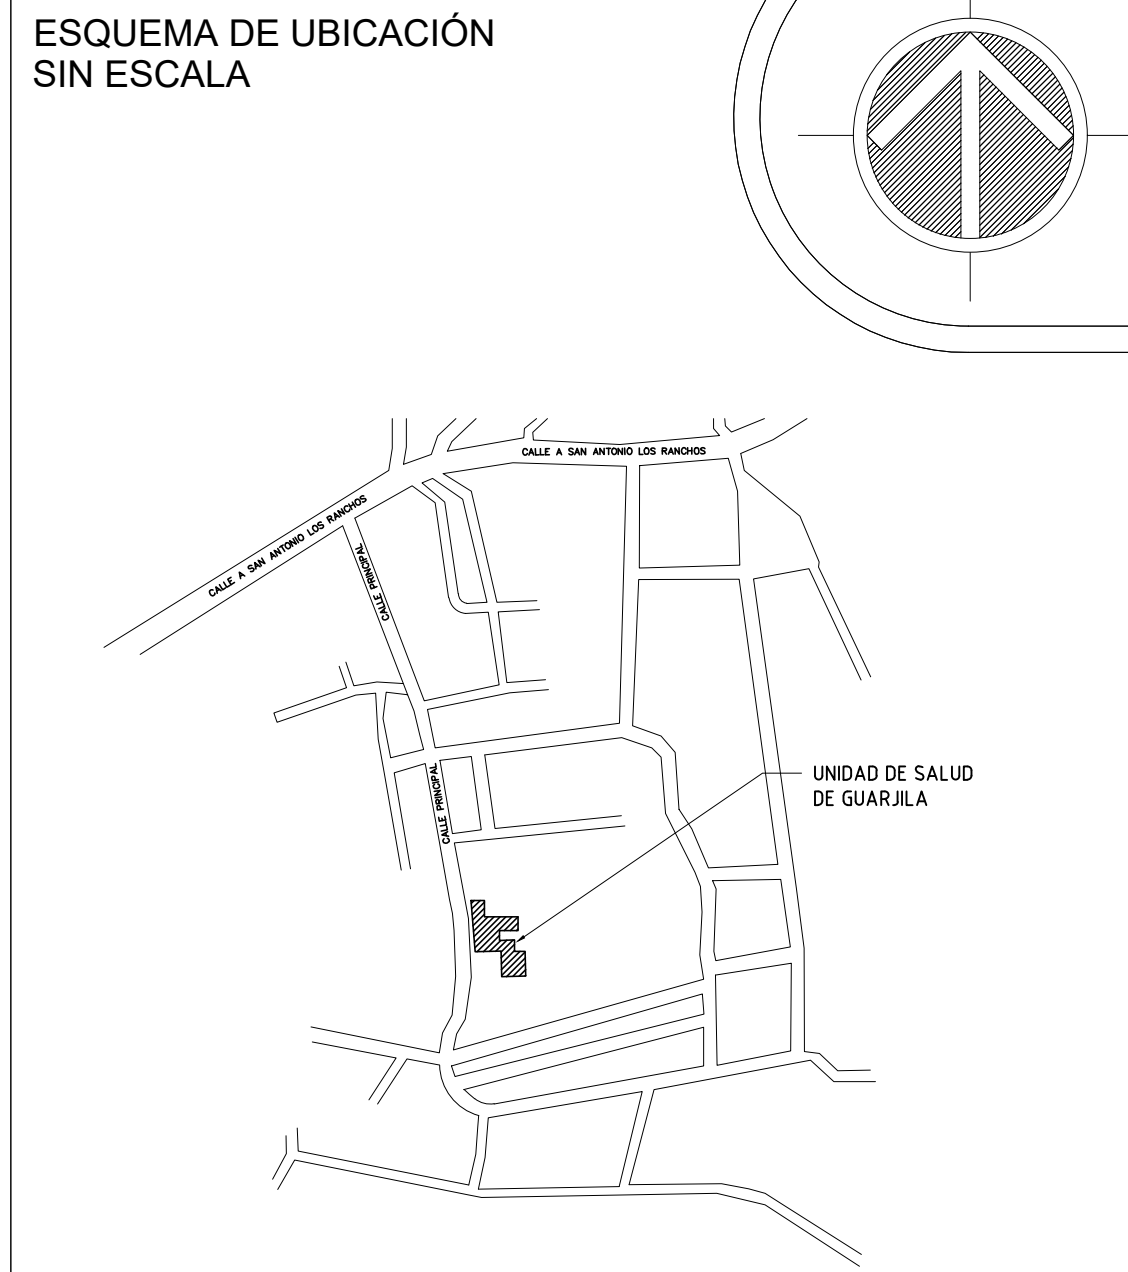 ESQUEMA DE UBICACIÓN
SIN ESCALA
CALLE A SAN ANTONIO LOS RANCHOS
CALLE A SAN ANTONIO LOS RANCHOS
CALLE PRINCIPAL
CALLE PRINCIPAL
UNIDAD DE SALUD
DE GUARJILA